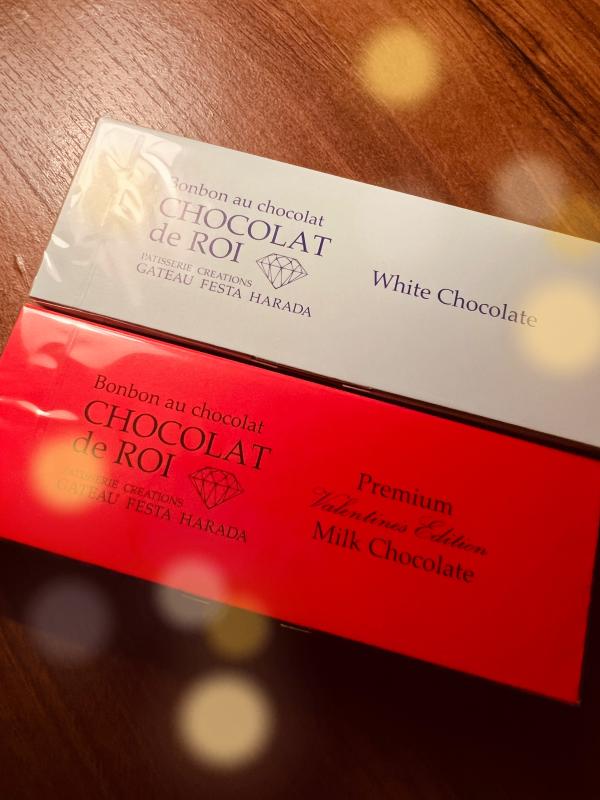 Bonbon au chocolat
CHOCOLAT
de ROI
PATISSERIE CREATIONS
GATEAU FESTA HARADA
White Chocolate
Bonbon au chocolat
CHOCOLAT
de ROI
PATISSERIE CREATIONS
GATEAU FESTA HARADA
Premium
Valentines Edition
Milk Chocolate